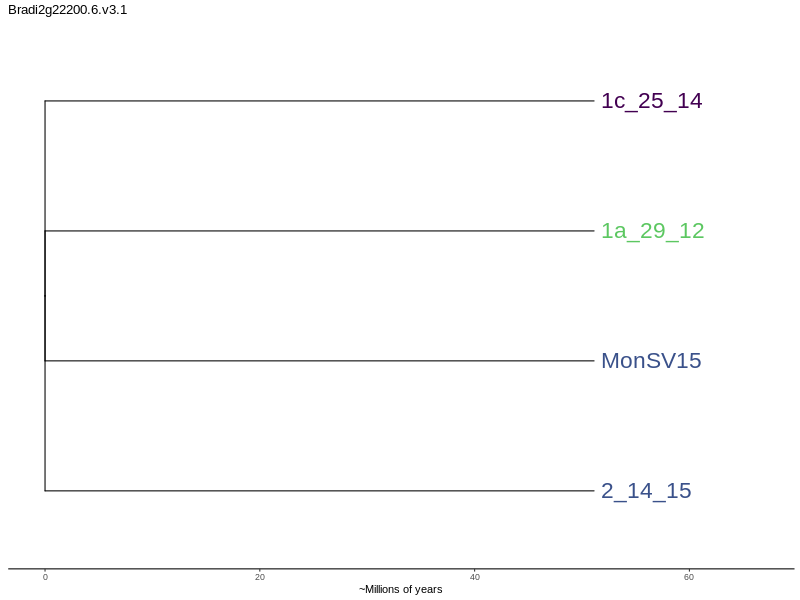 Bradi2g22200.6.v3.1
1c_25_14
1a_29_12
MonSV15
2_14_15
0 20 40 60
~Millions of years